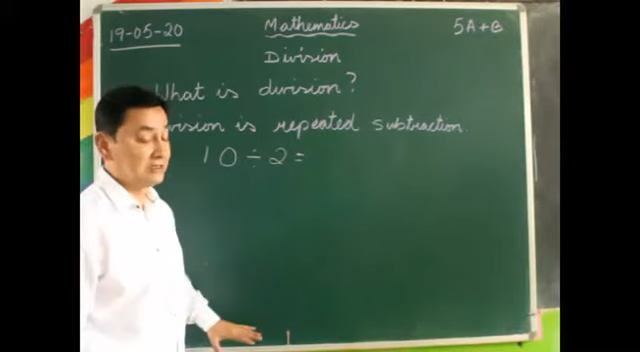 19-05-20 Mathematics 5A+B
Division
What is division?
Division is repeated subtraction.
10÷2=